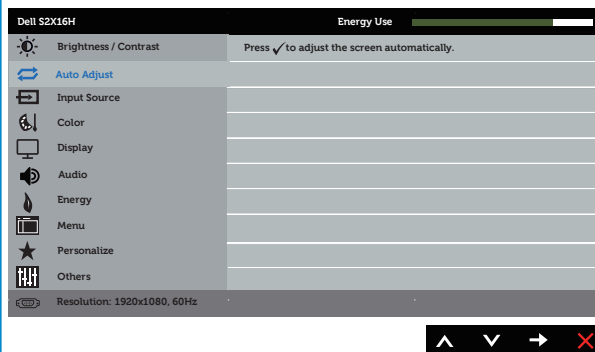 Dell S2X16H Energy Use
Brightness / Contrast
Press ✓ to adjust the screen automatically.
Auto Adjust
Input Source
Color
Display
Audio
Energy
Menu
Personalize
Others
Resolution: 1920x1080, 60Hz